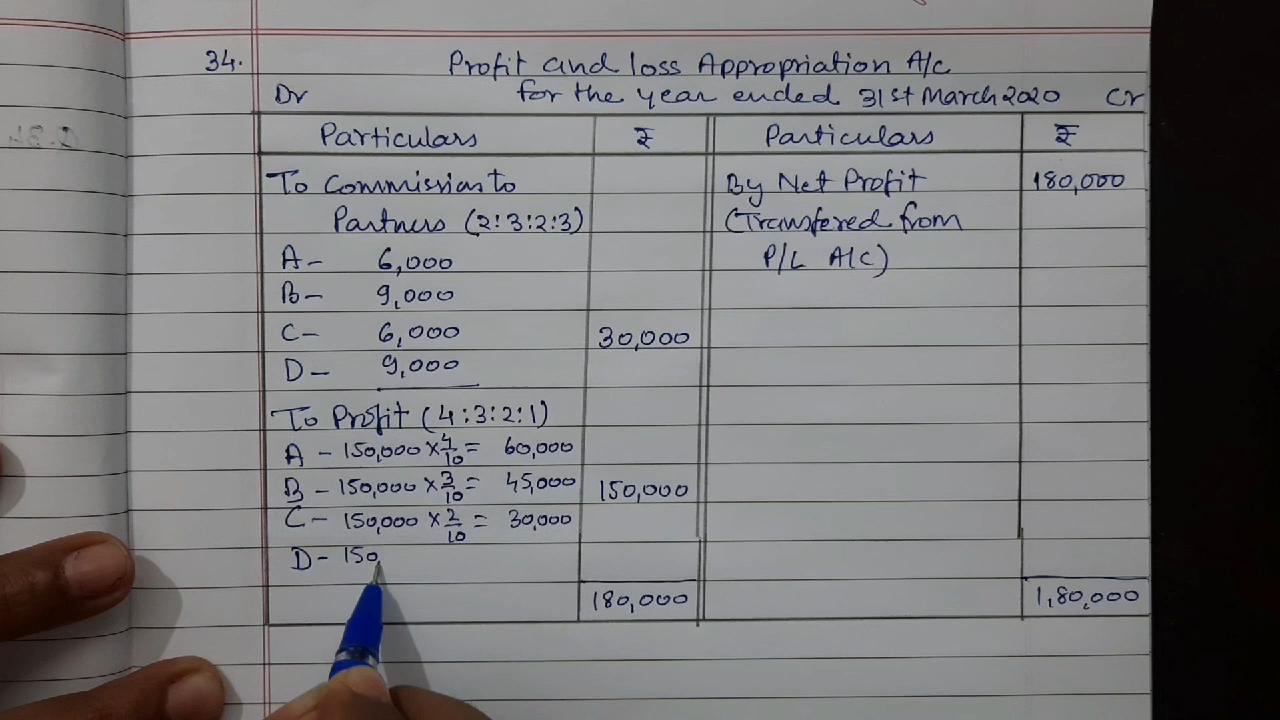 34. Profit and loss Appropriation A/c
Dr for the year ended 31st March 2020 Cr
Particulars ₹ Particulars ₹
To Commission to By Net Profit 180,000
Partners (2:3:2:3) (Transfered from
A- 6,000 P/L A/C)
B- 9,000
C- 6,000 30,000
D- 9,000
To Profit (4:3:2:1)
A - 150,000 × 4/10 = 60,000
B - 150,000 × 3/10 = 45,000 150,000
C - 150,000 × 2/10 = 30,000
D - 150,
180,000 1,80,000